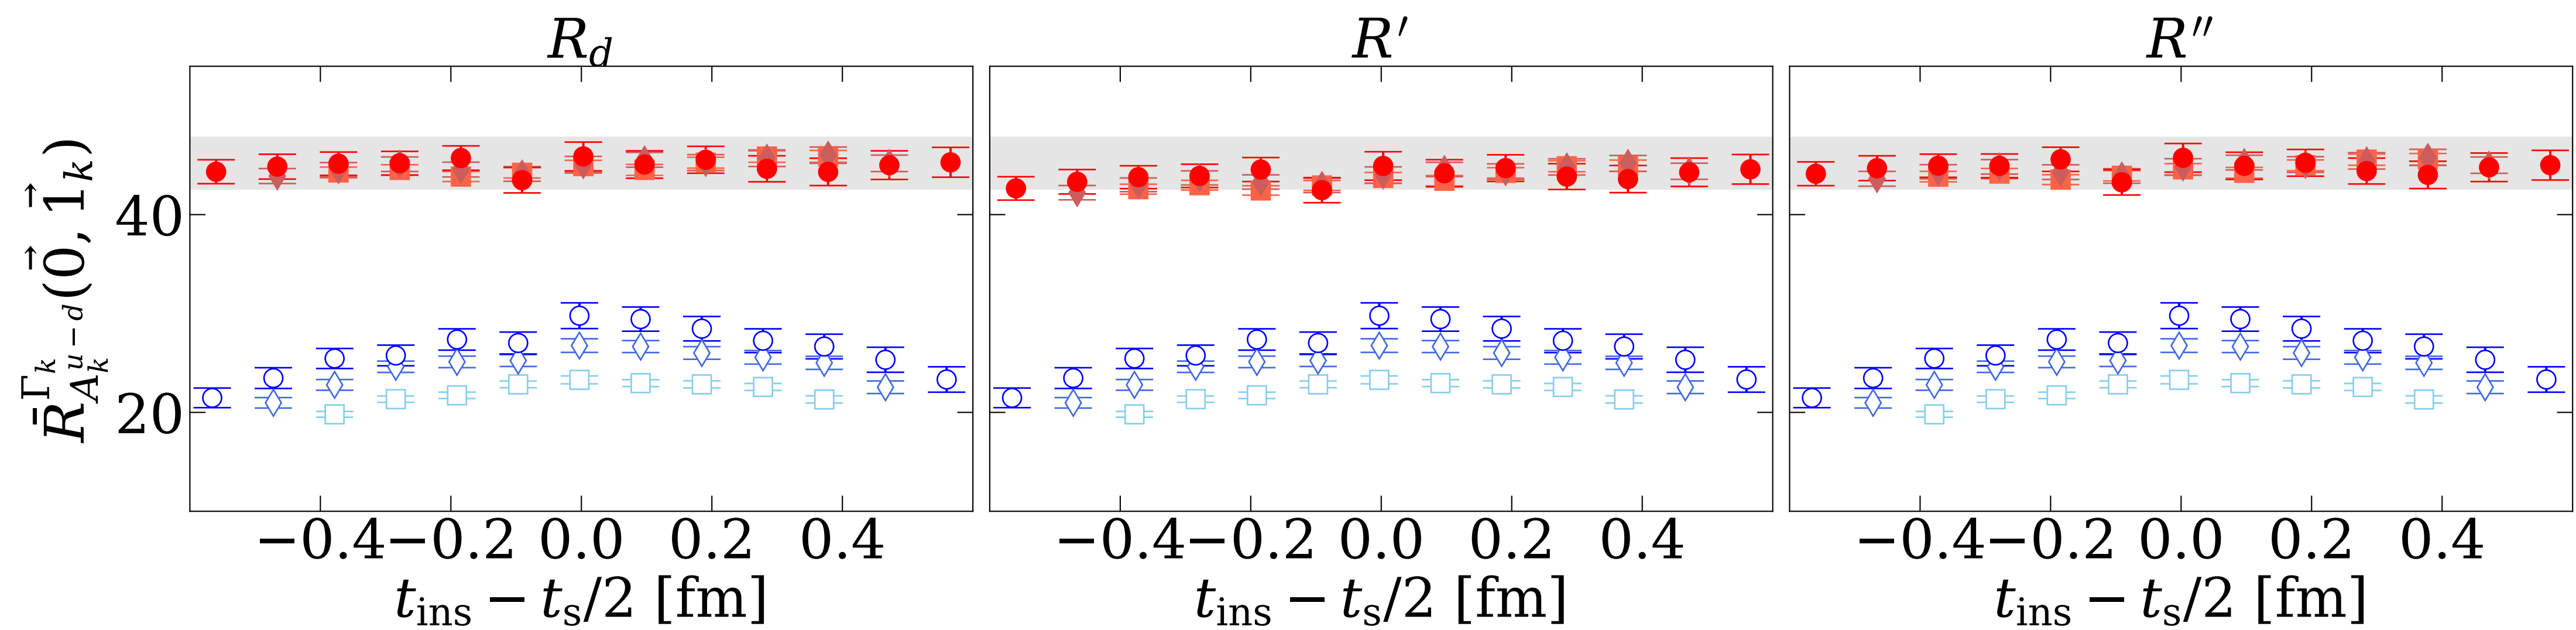 R_d R′ R″
R̄^{Γ_k}_{A_k^{u−d}}(0⃗, 1⃗_k)
40
20
−0.4 −0.2 0.0 0.2 0.4 −0.4 −0.2 0.0 0.2 0.4 −0.4 −0.2 0.0 0.2 0.4
t_ins − t_s/2 [fm] t_ins − t_s/2 [fm] t_ins − t_s/2 [fm]